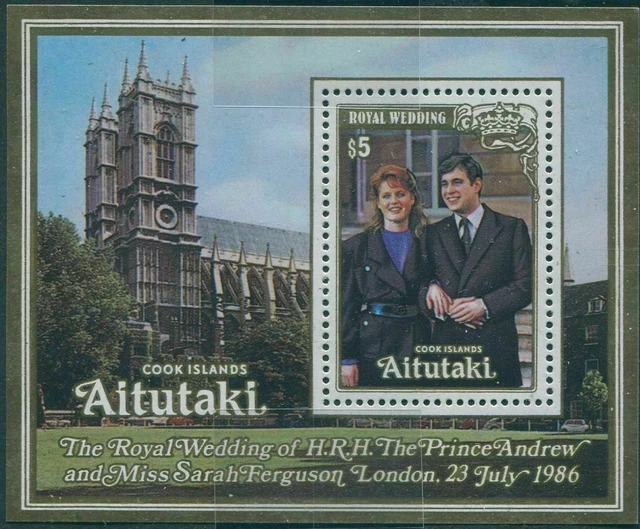 ROYAL WEDDING
$5
COOK ISLANDS
Aitutaki
COOK ISLANDS
Aitutaki
The Royal Wedding of H.R.H. The Prince Andrew
and Miss Sarah Ferguson London, 23 July 1986